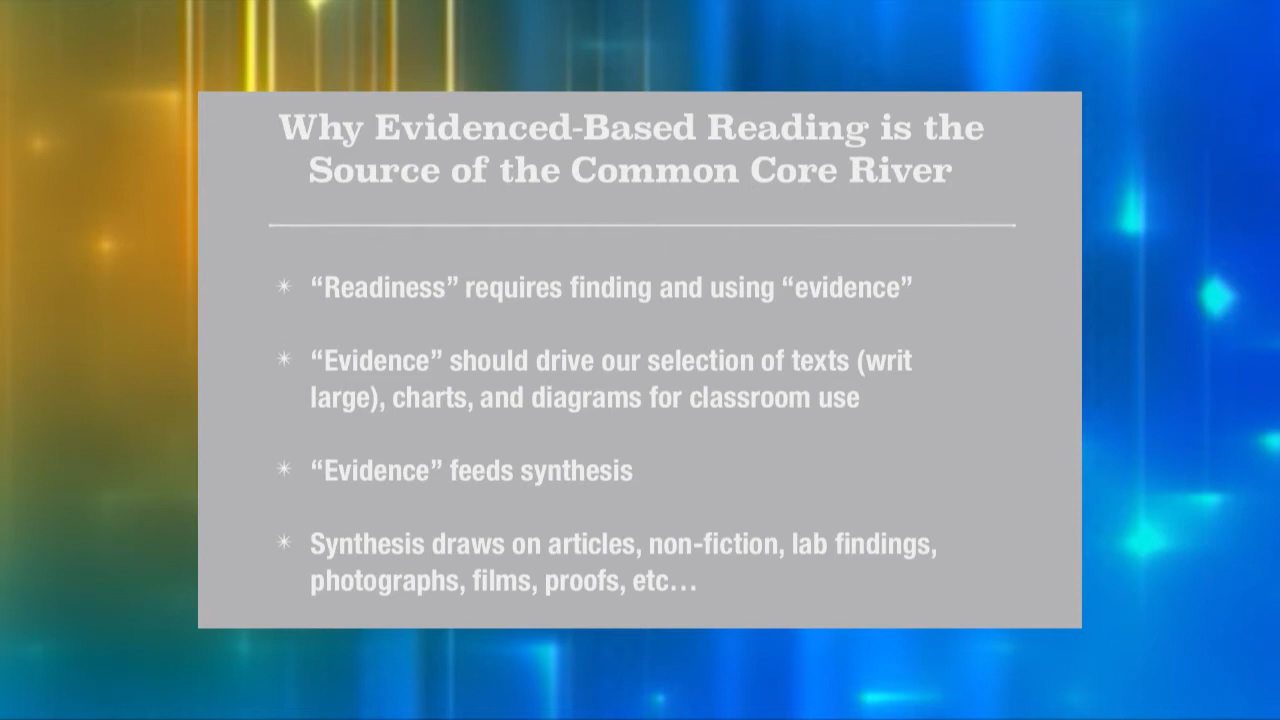 Why Evidenced-Based Reading is the
Source of the Common Core River
“Readiness” requires finding and using “evidence”
“Evidence” should drive our selection of texts (writ
large), charts, and diagrams for classroom use
“Evidence” feeds synthesis
Synthesis draws on articles, non-fiction, lab findings,
photographs, films, proofs, etc…